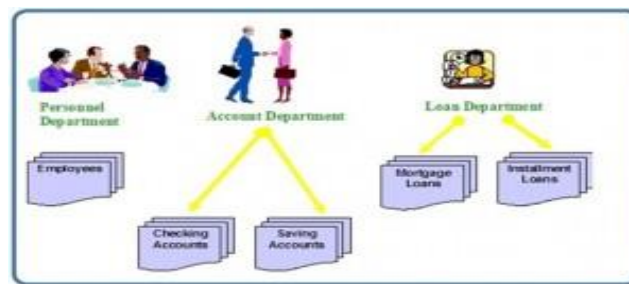 Personnel
Department
Account Department
Loan Department
Employees
Mortgage
Loans
Installment
Loans
Checking
Accounts
Saving
Accounts